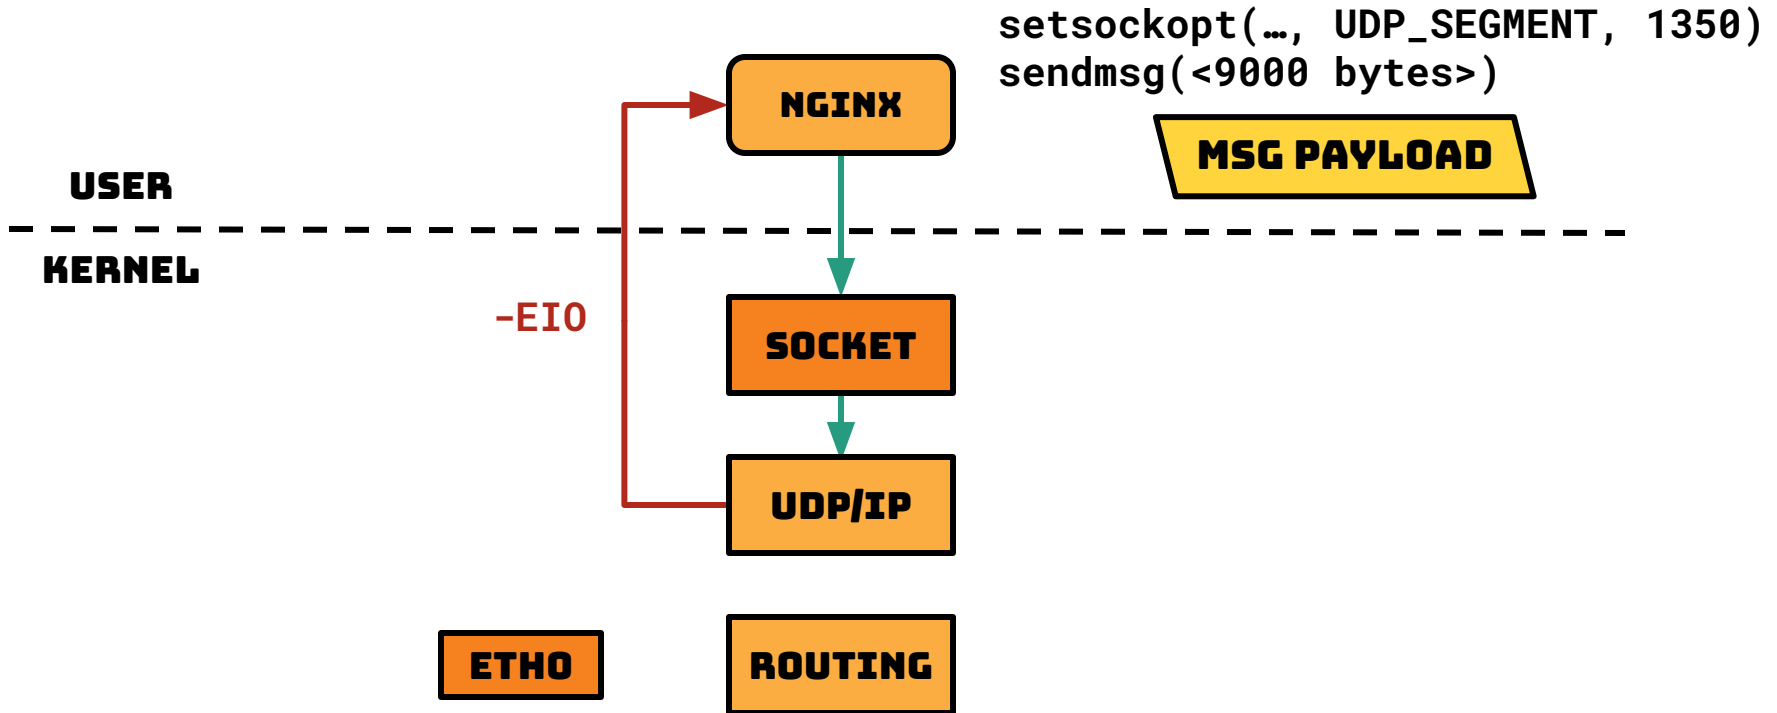 setsockopt(…, UDP_SEGMENT, 1350)
sendmsg(<9000 bytes>)
NGINX
MSG PAYLOAD
USER
KERNEL
-EIO
SOCKET
UDP/IP
ETH0
ROUTING